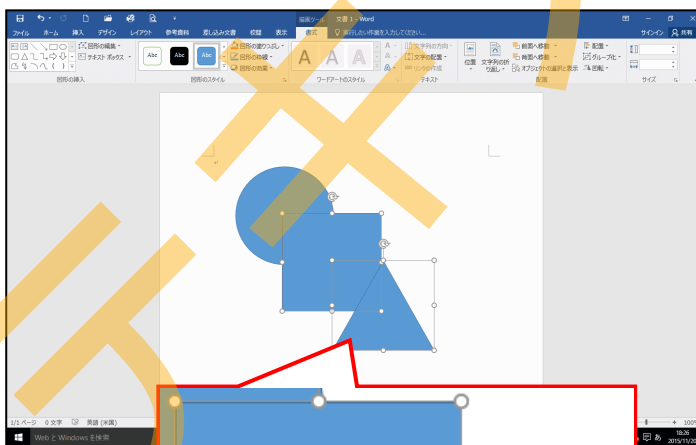 描画ツール 文書 1 - Word
ファイル ホーム 挿入 デザイン レイアウト 参考資料 差し込み文書 校閲 表示 書式 実行したい作業を入力してください... サインイン 共有
図形の編集 Abc Abc Abc 図形の塗りつぶし A A A A 文字列の方向 前面へ移動 配置
テキスト ボックス 図形の枠線 A 文字の配置 位置 文字列の折り返し 背面へ移動 グループ化
図形の効果 A リンクの作成 オブジェクトの選択と表示 回転
図形の挿入 図形のスタイル ワードアートのスタイル テキスト 配置 サイズ
1/1 ページ 0 文字 英語 (米国)
Web と Windows を検索 あ 18:26
2015/11/20